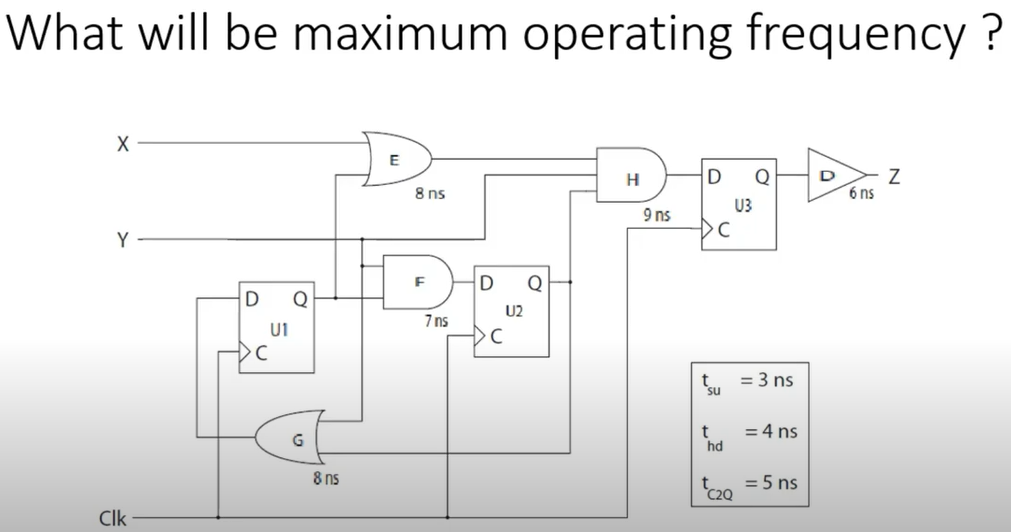 What will be maximum operating frequency ?
X
E
8 ns
H
9 ns
D Q
U3
C
D
6 ns
Z
Y
F
7 ns
D Q
U2
C
D Q
U1
C
G
8 ns
t_su = 3 ns
t_hd = 4 ns
t_C2Q = 5 ns
Clk